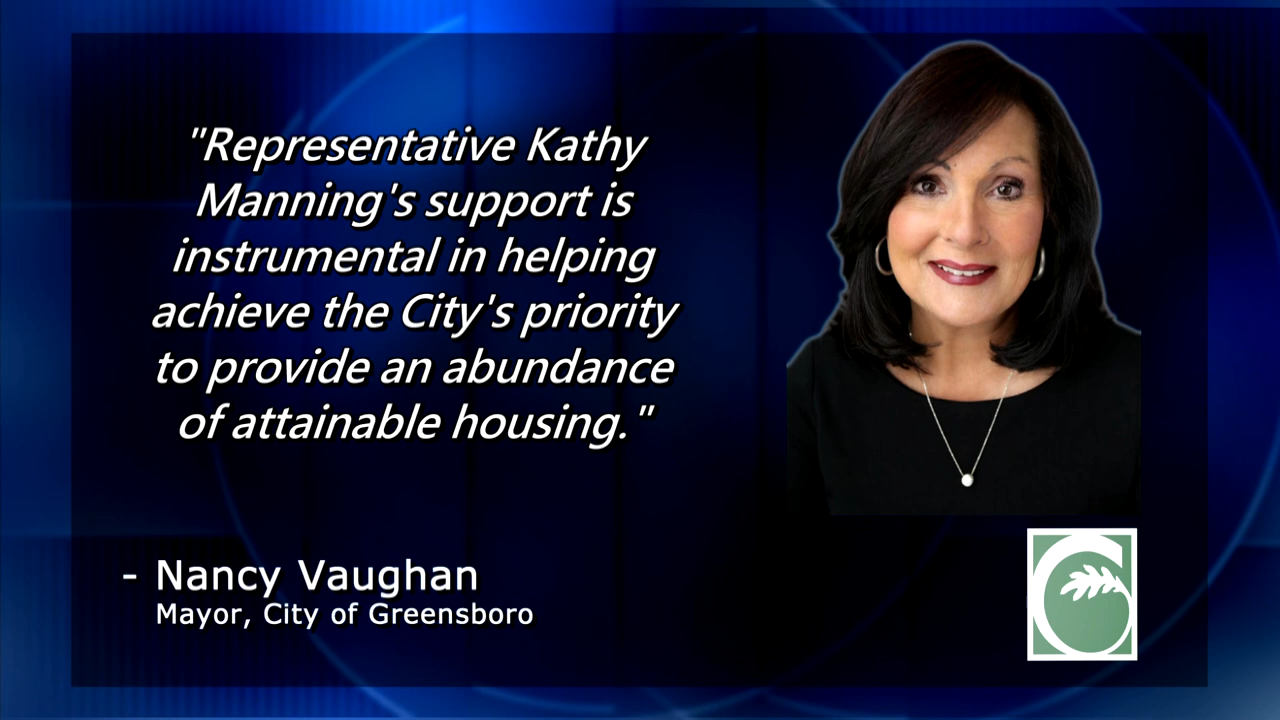 "Representative Kathy
Manning's support is
instrumental in helping
achieve the City's priority
to provide an abundance
of attainable housing."
- Nancy Vaughan
Mayor, City of Greensboro